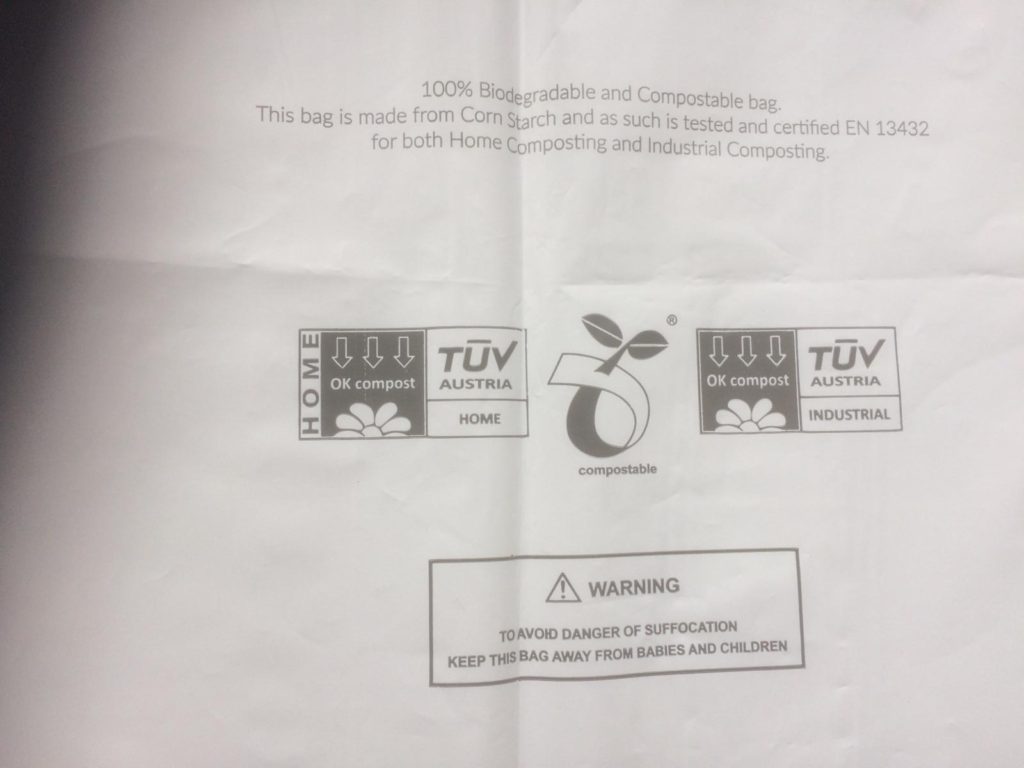 100% Biodegradable and Compostable bag.
This bag is made from Corn Starch and as such is tested and certified EN 13432
for both Home Composting and Industrial Composting.
HOME
OK compost
TŪV
AUSTRIA
HOME
®
compostable
OK compost
TŪV
AUSTRIA
INDUSTRIAL
WARNING
TO AVOID DANGER OF SUFFOCATION
KEEP THIS BAG AWAY FROM BABIES AND CHILDREN